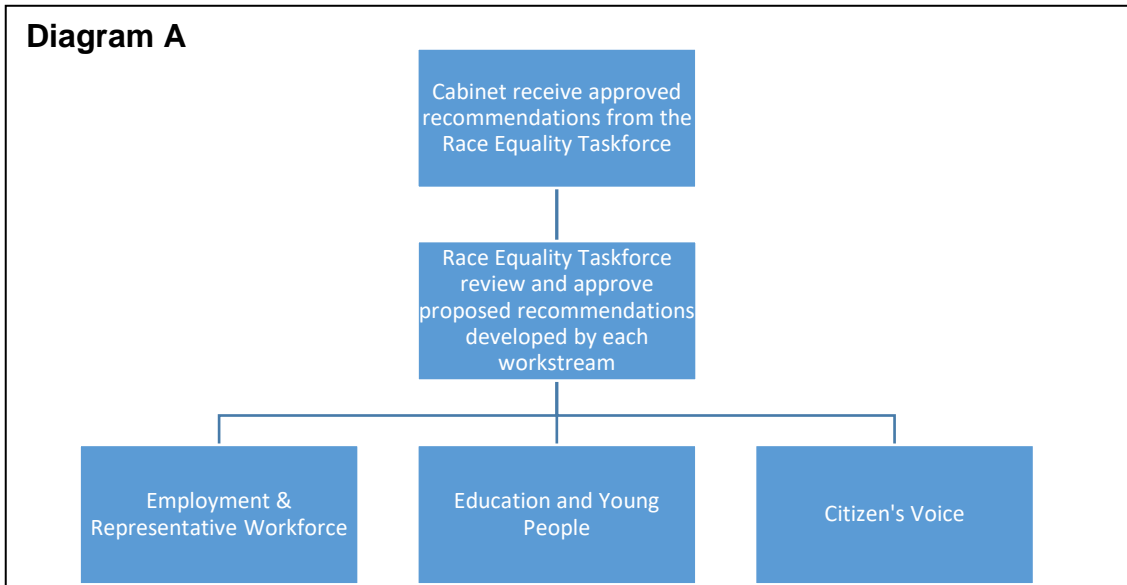 Diagram A
Cabinet receive approved
recommendations from the
Race Equality Taskforce
Race Equality Taskforce
review and approve
proposed recommendations
developed by each
workstream
Employment &
Representative Workforce
Education and Young
People
Citizen's Voice